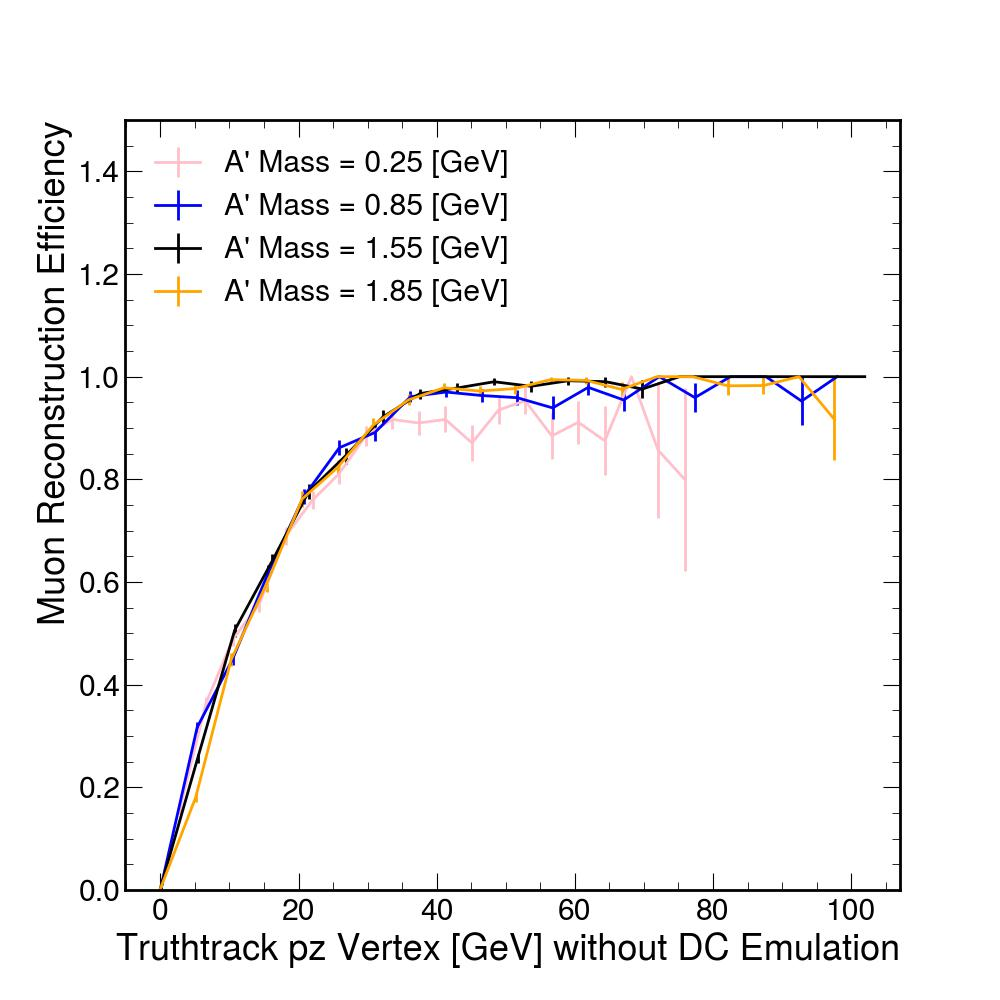 Muon Reconstruction Efficiency
1.4
1.2
1.0
0.8
0.6
0.4
0.2
0.0
A' Mass = 0.25 [GeV]
A' Mass = 0.85 [GeV]
A' Mass = 1.55 [GeV]
A' Mass = 1.85 [GeV]
0 20 40 60 80 100
Truthtrack pz Vertex [GeV] without DC Emulation